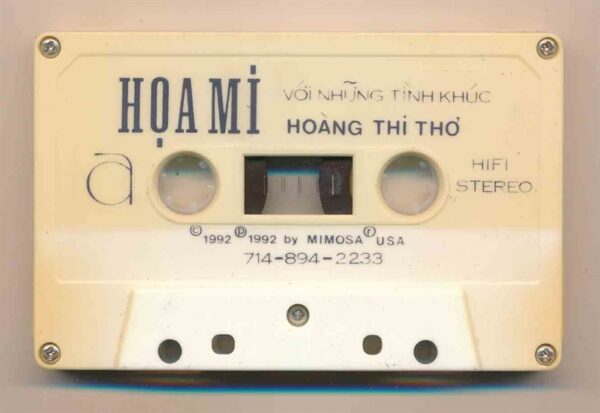 HỌA MI
VỚI NHỮNG TÌNH KHÚC
HOÀNG THI THƠ
a
HIFI
STEREO
©1992 ℗1992 by MIMOSA® USA
714-894-2233